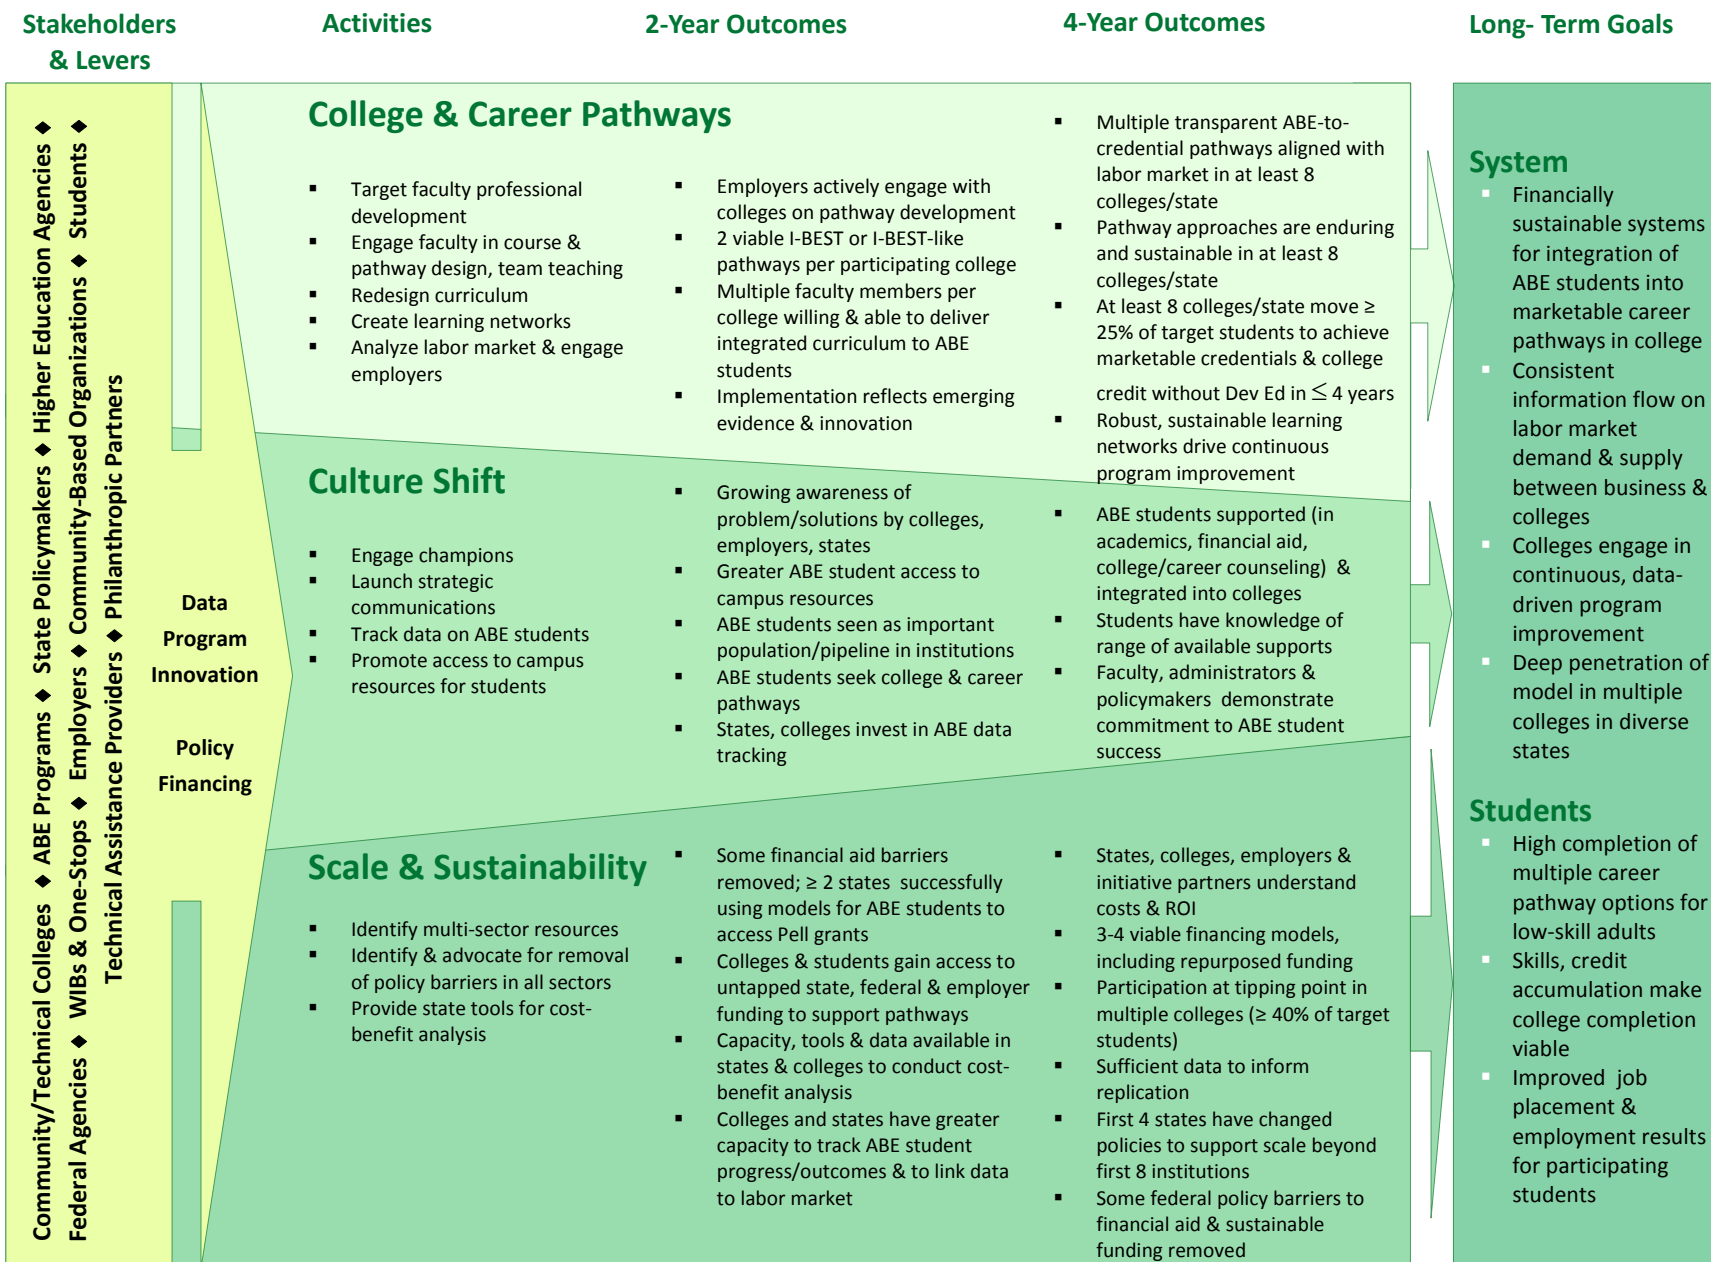 Stakeholders
& Levers
Activities
2-Year Outcomes
4-Year Outcomes
Long- Term Goals
Community/Technical Colleges ♦ ABE Programs ♦ State Policymakers ♦ Higher Education Agencies ♦
Federal Agencies ♦ WIBs & One-Stops ♦ Employers ♦ Community-Based Organizations ♦ Students ♦
Technical Assistance Providers ♦ Philanthropic Partners
Data
Program
Innovation
Policy
Financing
College & Career Pathways
▪ Target faculty professional
development
▪ Engage faculty in course &
pathway design, team teaching
▪ Redesign curriculum
▪ Create learning networks
▪ Analyze labor market & engage
employers
▪ Employers actively engage with
colleges on pathway development
▪ 2 viable I-BEST or I-BEST-like
pathways per participating college
▪ Multiple faculty members per
college willing & able to deliver
integrated curriculum to ABE
students
▪ Implementation reflects emerging
evidence & innovation
▪ Multiple transparent ABE-to-
credential pathways aligned with
labor market in at least 8
colleges/state
▪ Pathway approaches are enduring
and sustainable in at least 8
colleges/state
▪ At least 8 colleges/state move ≥
25% of target students to achieve
marketable credentials & college
credit without Dev Ed in ≤ 4 years
▪ Robust, sustainable learning
networks drive continuous
program improvement
Culture Shift
▪ Engage champions
▪ Launch strategic
communications
▪ Track data on ABE students
▪ Promote access to campus
resources for students
▪ Growing awareness of
problem/solutions by colleges,
employers, states
▪ Greater ABE student access to
campus resources
▪ ABE students seen as important
population/pipeline in institutions
▪ ABE students seek college & career
pathways
▪ States, colleges invest in ABE data
tracking
▪ ABE students supported (in
academics, financial aid,
college/career counseling) &
integrated into colleges
▪ Students have knowledge of
range of available supports
▪ Faculty, administrators &
policymakers demonstrate
commitment to ABE student
success
Scale & Sustainability
▪ Identify multi-sector resources
▪ Identify & advocate for removal
of policy barriers in all sectors
▪ Provide state tools for cost-
benefit analysis
▪ Some financial aid barriers
removed; ≥ 2 states successfully
using models for ABE students to
access Pell grants
▪ Colleges & students gain access to
untapped state, federal & employer
funding to support pathways
▪ Capacity, tools & data available in
states & colleges to conduct cost-
benefit analysis
▪ Colleges and states have greater
capacity to track ABE student
progress/outcomes & to link data
to labor market
▪ States, colleges, employers &
initiative partners understand
costs & ROI
▪ 3-4 viable financing models,
including repurposed funding
▪ Participation at tipping point in
multiple colleges (≥ 40% of target
students)
▪ Sufficient data to inform
replication
▪ First 4 states have changed
policies to support scale beyond
first 8 institutions
▪ Some federal policy barriers to
financial aid & sustainable
funding removed
System
▪ Financially
sustainable systems
for integration of
ABE students into
marketable career
pathways in college
▪ Consistent
information flow on
labor market
demand & supply
between business &
colleges
▪ Colleges engage in
continuous, data-
driven program
improvement
▪ Deep penetration of
model in multiple
colleges in diverse
states
Students
▪ High completion of
multiple career
pathway options for
low-skill adults
▪ Skills, credit
accumulation make
college completion
viable
▪ Improved job
placement &
employment results
for participating
students